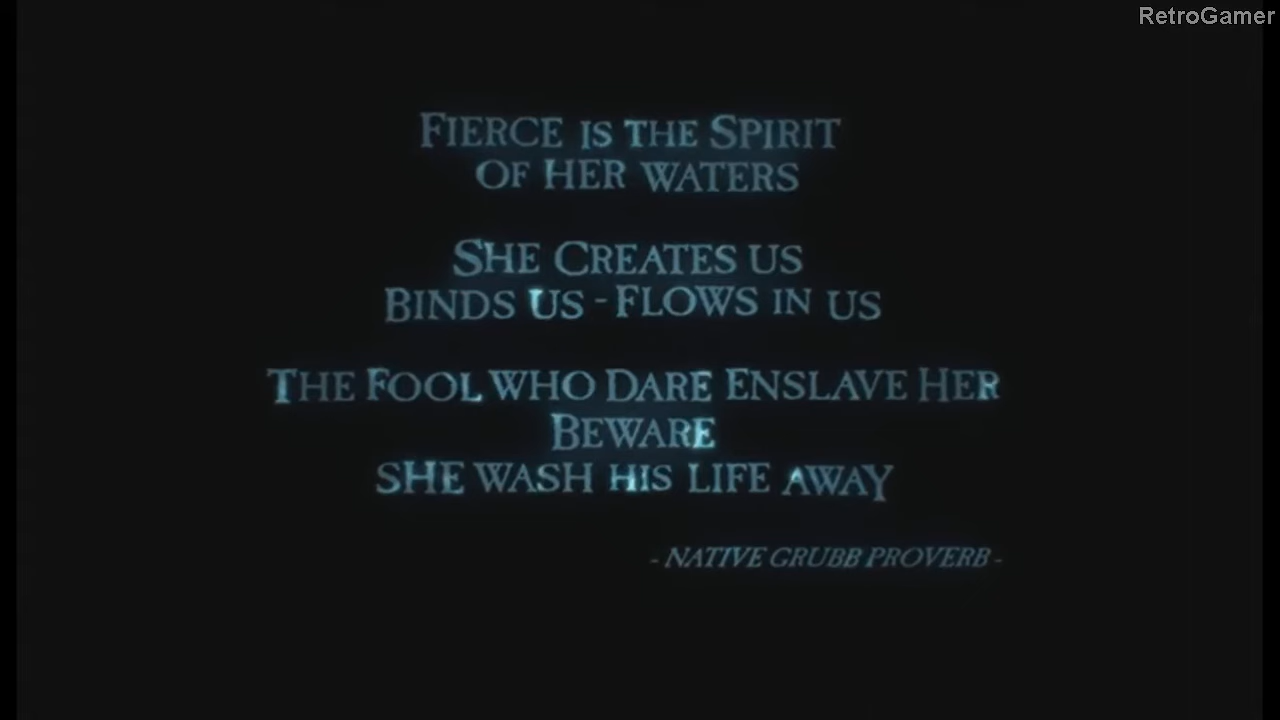 RetroGamer
Fierce is the Spirit
of Her Waters
She Creates us
Binds us - Flows in us
The Fool who Dare Enslave Her
Beware
She wash his life away
- Native Grubb Proverb -